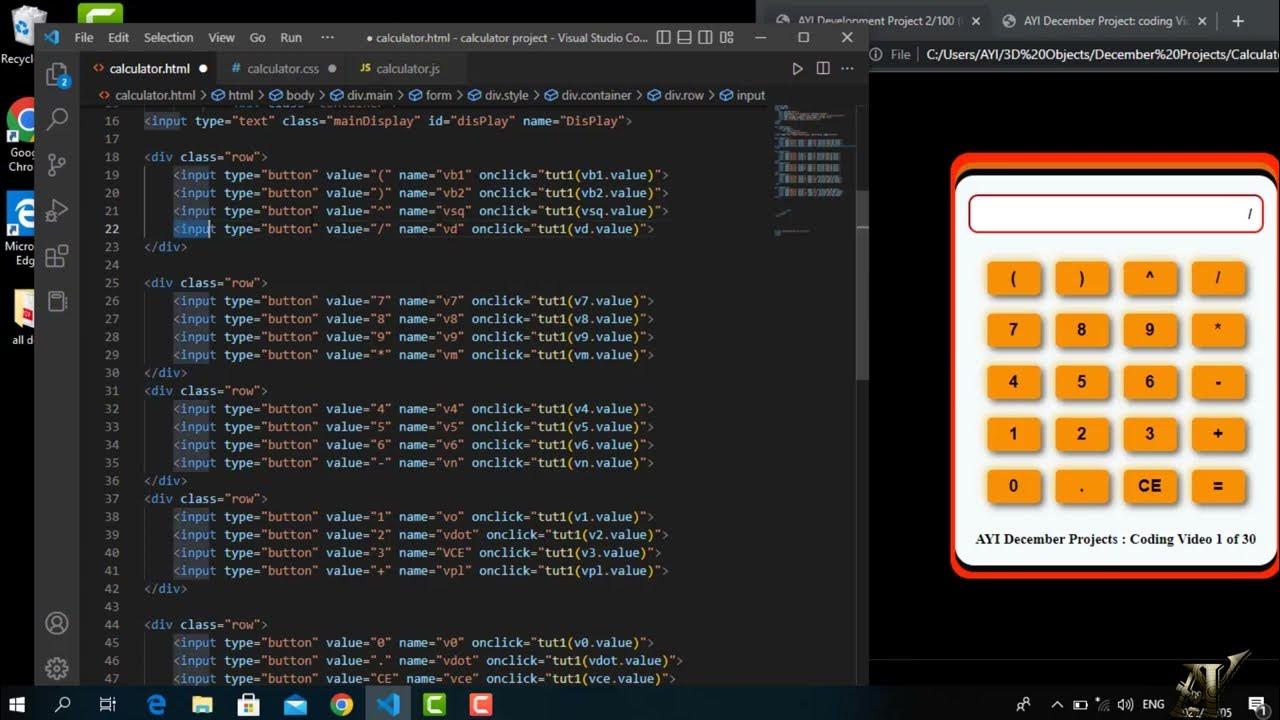 Recycl
Goog
Chro
Micro
Edg
all d
File Edit Selection View Go Run ··· ● calculator.html - calculator project - Visual Studio Co...
calculator.html ● # calculator.css ● JS calculator.js
calculator.html > html > body > div.main > form > div.style > div.container > div.row > input
2
16 <input type="text" class="mainDisplay" id="disPlay" name="DisPlay">
17
18 <div class="row">
19 <input type="button" value="(" name="vb1" onclick="tut1(vb1.value)">
20 <input type="button" value=")" name="vb2" onclick="tut1(vb2.value)">
21 <input type="button" value="^" name="vsq" onclick="tut1(vsq.value)">
22 <input type="button" value="/" name="vd" onclick="tut1(vd.value)">
23 </div>
24
25 <div class="row">
26 <input type="button" value="7" name="v7" onclick="tut1(v7.value)">
27 <input type="button" value="8" name="v8" onclick="tut1(v8.value)">
28 <input type="button" value="9" name="v9" onclick="tut1(v9.value)">
29 <input type="button" value="*" name="vm" onclick="tut1(vm.value)">
30 </div>
31 <div class="row">
32 <input type="button" value="4" name="v4" onclick="tut1(v4.value)">
33 <input type="button" value="5" name="v5" onclick="tut1(v5.value)">
34 <input type="button" value="6" name="v6" onclick="tut1(v6.value)">
35 <input type="button" value="-" name="vn" onclick="tut1(vn.value)">
36 </div>
37 <div class="row">
38 <input type="button" value="1" name="vo" onclick="tut1(v1.value)">
39 <input type="button" value="2" name="vdot" onclick="tut1(v2.value)">
40 <input type="button" value="3" name="VCE" onclick="tut1(v3.value)">
41 <input type="button" value="+" name="vpl" onclick="tut1(vpl.value)">
42 </div>
43
44 <div class="row">
45 <input type="button" value="0" name="v0" onclick="tut1(v0.value)">
46 <input type="button" value="." name="vdot" onclick="tut1(vdot.value)">
47 <input type="button" value="CE" name="vce" onclick="tut1(vce.value)">
AYI Development Project 2/100 ( AYI December Project: coding Vi
File C:/Users/AYI/3D%20Objects/December%20Projects/Calculat
/
( ) ^ /
7 8 9 *
4 5 6 -
1 2 3 +
0 . CE =
AYI December Projects : Coding Video 1 of 30
ENG
1